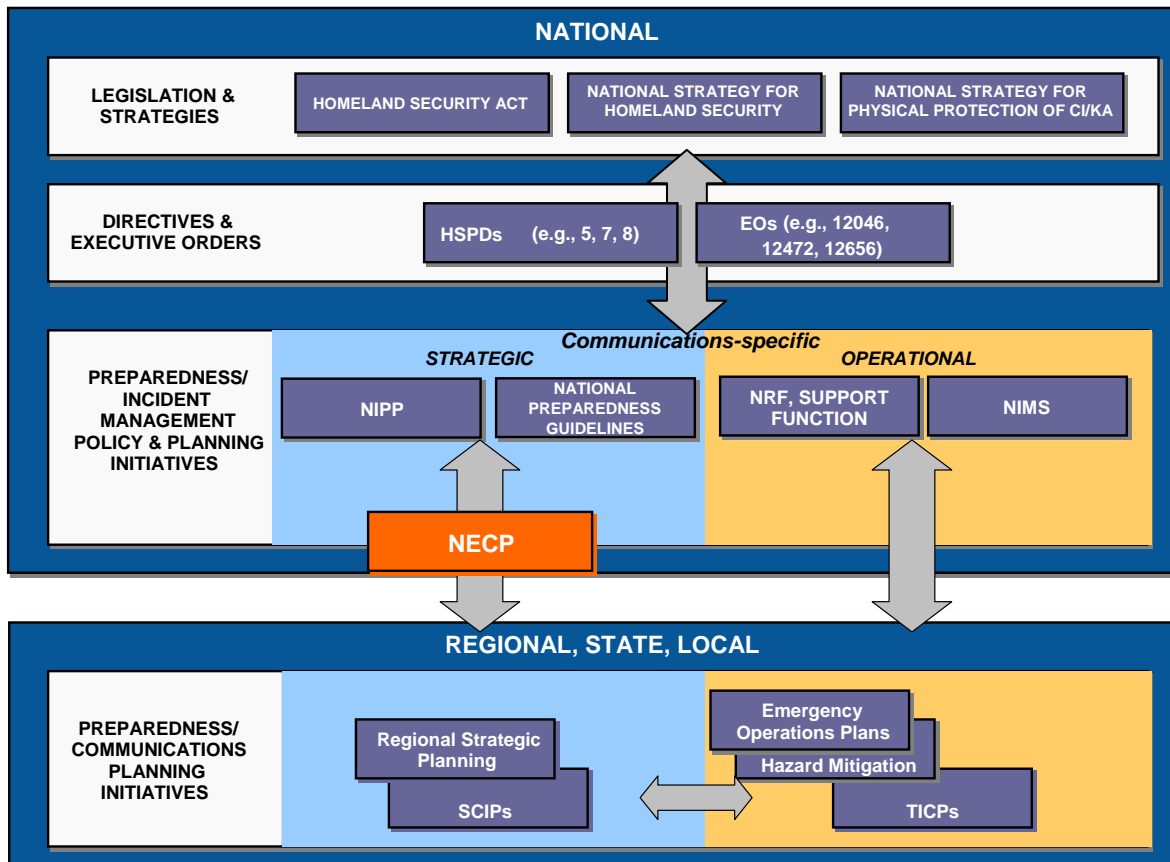 NATIONAL
LEGISLATION &
STRATEGIES
HOMELAND SECURITY ACT
NATIONAL STRATEGY FOR
HOMELAND SECURITY
NATIONAL STRATEGY FOR
PHYSICAL PROTECTION OF CI/KA
DIRECTIVES &
EXECUTIVE ORDERS
HSPDs (e.g., 5, 7, 8)
EOs (e.g., 12046,
12472, 12656)
PREPAREDNESS/
INCIDENT
MANAGEMENT
POLICY & PLANNING
INITIATIVES
Communications-specific
STRATEGIC
OPERATIONAL
NIPP
NATIONAL
PREPAREDNESS
GUIDELINES
NRF, SUPPORT
FUNCTION
NIMS
NECP
REGIONAL, STATE, LOCAL
PREPAREDNESS/
COMMUNICATIONS
PLANNING
INITIATIVES
Regional Strategic
Planning
SCIPs
Emergency
Operations Plans
Hazard Mitigation
TICPs